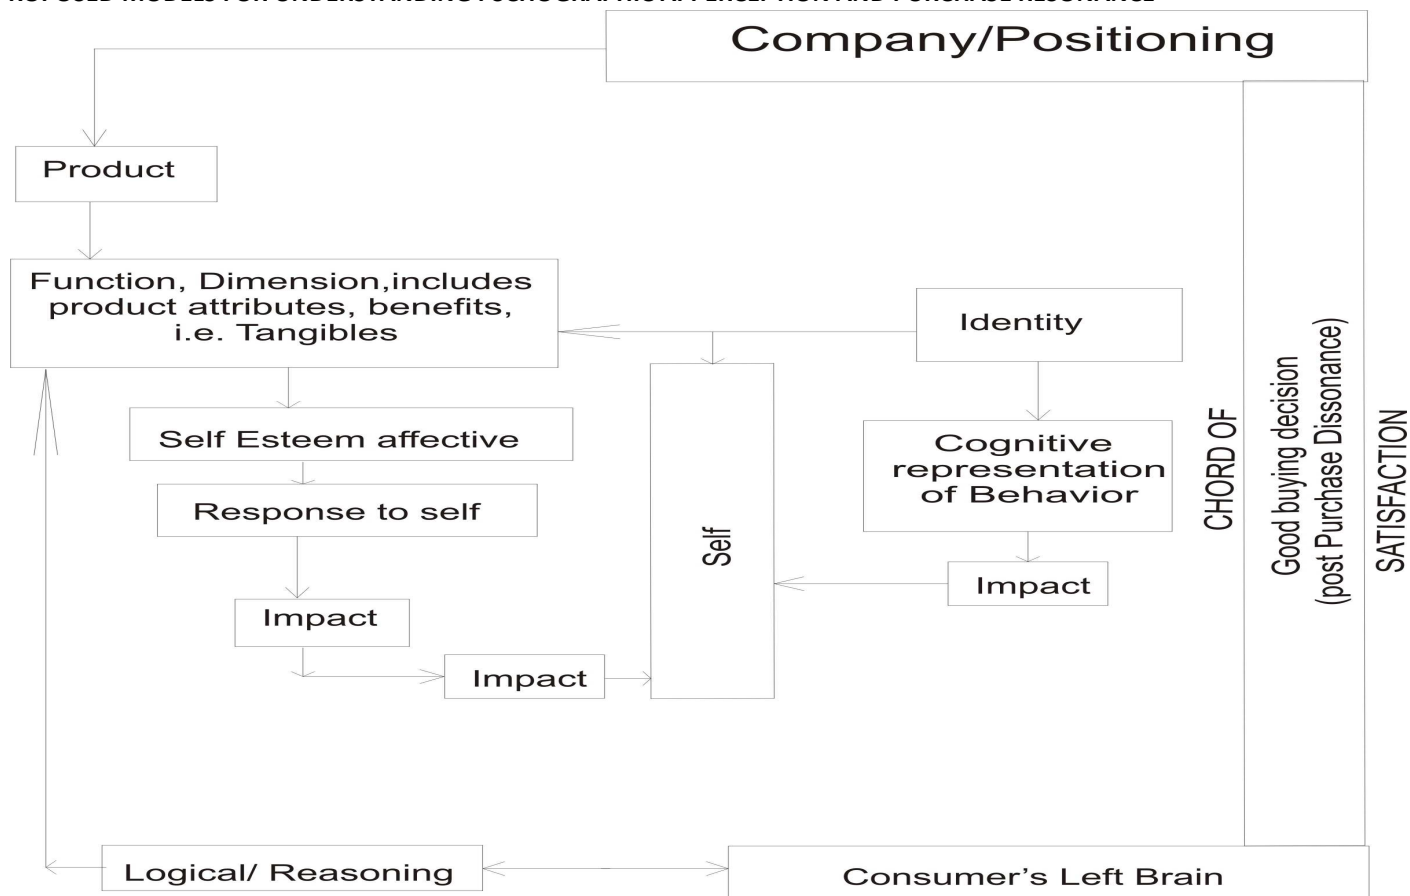 Company/Positioning
Product
Function, Dimension,includes
product attributes, benefits,
i.e. Tangibles
Identity
Self Esteem affective
Cognitive
representation
of Behavior
Response to self
Self
Impact
Impact
Impact
CHORD OF
Good buying decision
(post Purchase Dissonance)
SATISFACTION
Logical/ Reasoning
Consumer's Left Brain